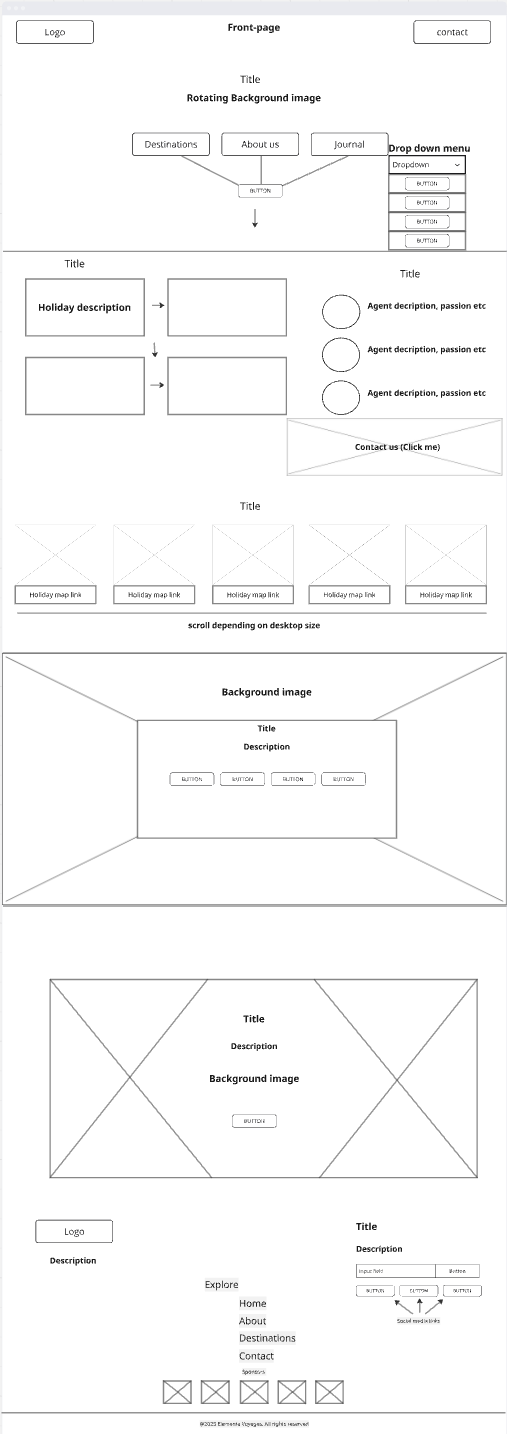 Logo
Front-page
contact
Title
Rotating Background image
Destinations
About us
Journal
BUTTON
Drop down menu
Dropdown
BUTTON
BUTTON
BUTTON
BUTTON
Title
Holiday description
Title
Agent decription, passion etc
Agent decription, passion etc
Agent decription, passion etc
Contact us (Click me)
Title
Holiday map link
Holiday map link
Holiday map link
Holiday map link
Holiday map link
scroll depending on desktop size
Background image
Title
Description
BUTTON
BUTTON
BUTTON
BUTTON
Title
Description
Background image
BUTTON
Logo
Description
Title
Description
Input field
Button
BUTTON
BUTTON
BUTTON
Social media links
Explore
Home
About
Destinations
Contact
Sponsors
©2025 Elemente Voyages. All rights reserved